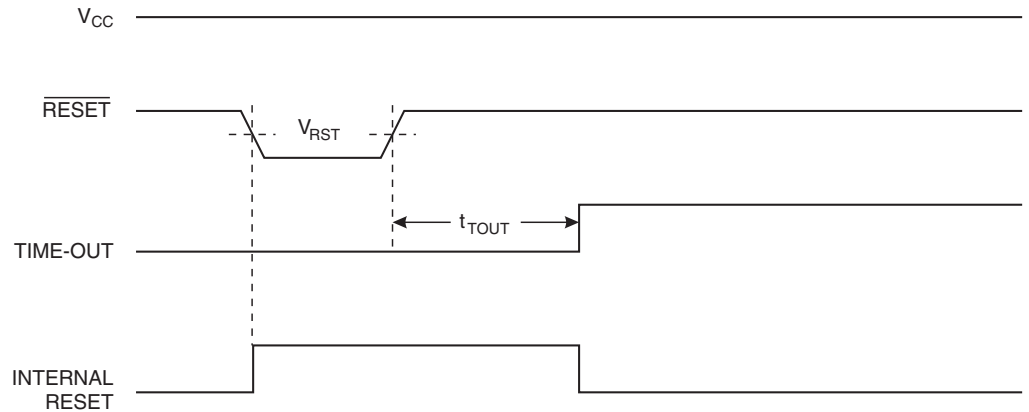 VCC
RESET
VRST
tTOUT
TIME-OUT
INTERNAL
RESET